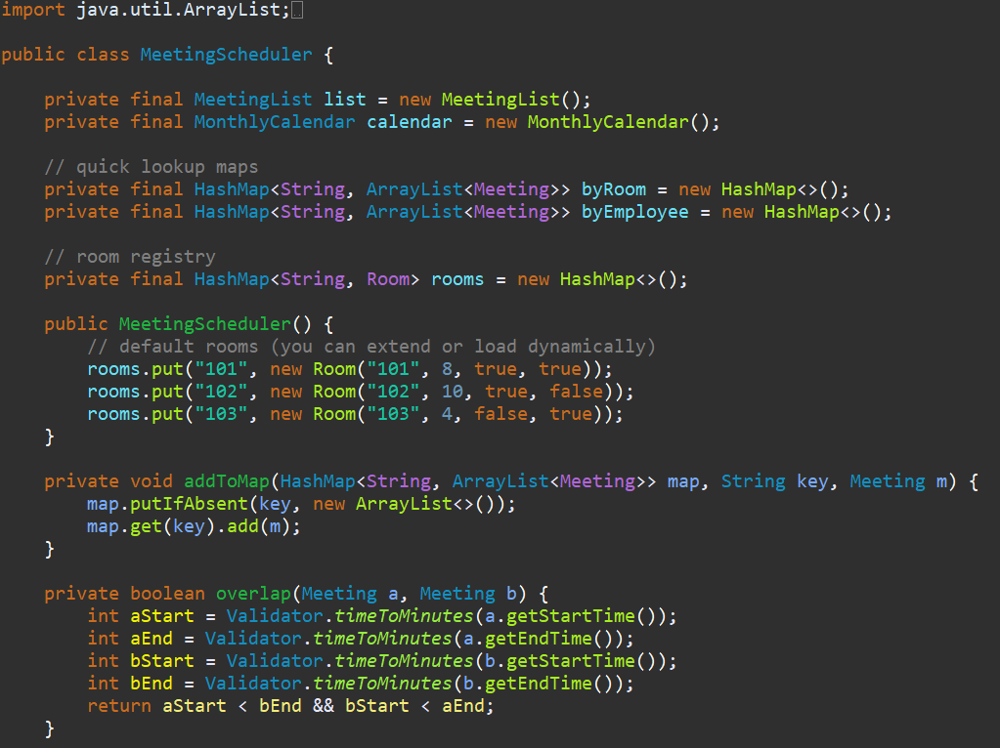 import java.util.ArrayList;
public class MeetingScheduler {
private final MeetingList list = new MeetingList();
private final MonthlyCalendar calendar = new MonthlyCalendar();
// quick lookup maps
private final HashMap<String, ArrayList<Meeting>> byRoom = new HashMap<>();
private final HashMap<String, ArrayList<Meeting>> byEmployee = new HashMap<>();
// room registry
private final HashMap<String, Room> rooms = new HashMap<>();
public MeetingScheduler() {
// default rooms (you can extend or load dynamically)
rooms.put("101", new Room("101", 8, true, true));
rooms.put("102", new Room("102", 10, true, false));
rooms.put("103", new Room("103", 4, false, true));
}
private void addToMap(HashMap<String, ArrayList<Meeting>> map, String key, Meeting m) {
map.putIfAbsent(key, new ArrayList<>());
map.get(key).add(m);
}
private boolean overlap(Meeting a, Meeting b) {
int aStart = Validator.timeToMinutes(a.getStartTime());
int aEnd = Validator.timeToMinutes(a.getEndTime());
int bStart = Validator.timeToMinutes(b.getStartTime());
int bEnd = Validator.timeToMinutes(b.getEndTime());
return aStart < bEnd && bStart < aEnd;
}